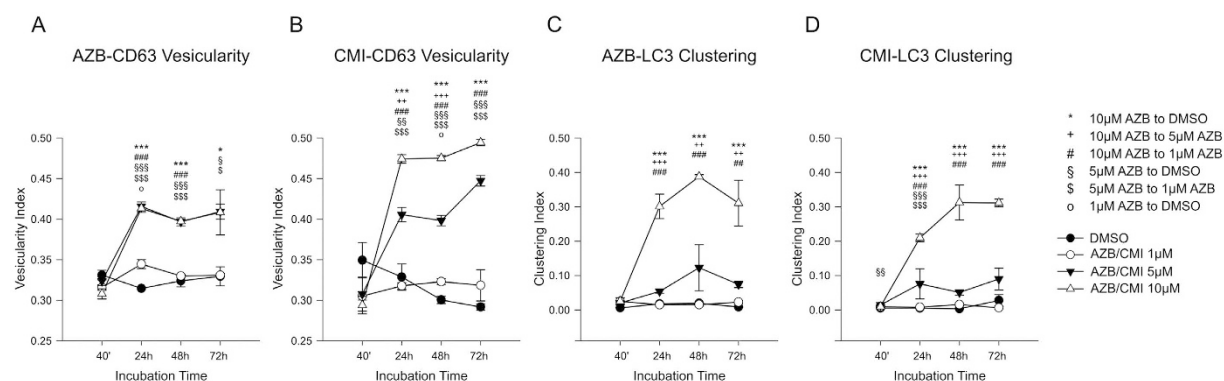 A
AZB-CD63 Vesicularity
Vesicularity Index
0.50
0.45
0.40
0.35
0.30
0.25
***
###
§§§
$$$
o
***
###
§§§
$$$
*
§
$
40'
24h
48h
72h
Incubation Time
B
CMI-CD63 Vesicularity
Vesicularity Index
0.50
0.45
0.40
0.35
0.30
0.25
***
++
###
§§
$$$
***
+++
###
§§§
$$$
o
***
###
§§§
$$$
40'
24h
48h
72h
Incubation Time
C
AZB-LC3 Clustering
Clustering Index
0.50
0.40
0.30
0.20
0.10
0.00
***
+++
###
***
++
###
***
++
##
40'
24h
48h
72h
Incubation Time
D
CMI-LC3 Clustering
Clustering Index
0.50
0.40
0.30
0.20
0.10
0.00
§§
***
+++
###
§§§
$$$
***
+++
###
***
+++
###
40'
24h
48h
72h
Incubation Time
* 10µM AZB to DMSO
+ 10µM AZB to 5µM AZB
# 10µM AZB to 1µM AZB
§ 5µM AZB to DMSO
$ 5µM AZB to 1µM AZB
o 1µM AZB to DMSO
DMSO
AZB/CMI 1µM
AZB/CMI 5µM
AZB/CMI 10µM